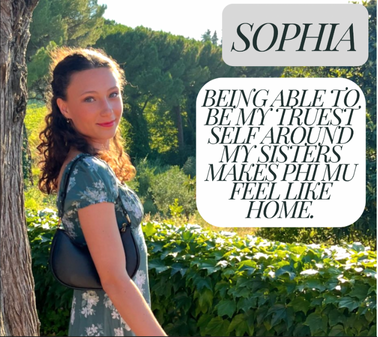 SOPHIA
BEING ABLE TO
BE MY TRUEST
SELF AROUND
MY SISTERS
MAKES PHI MU
FEEL LIKE
HOME.